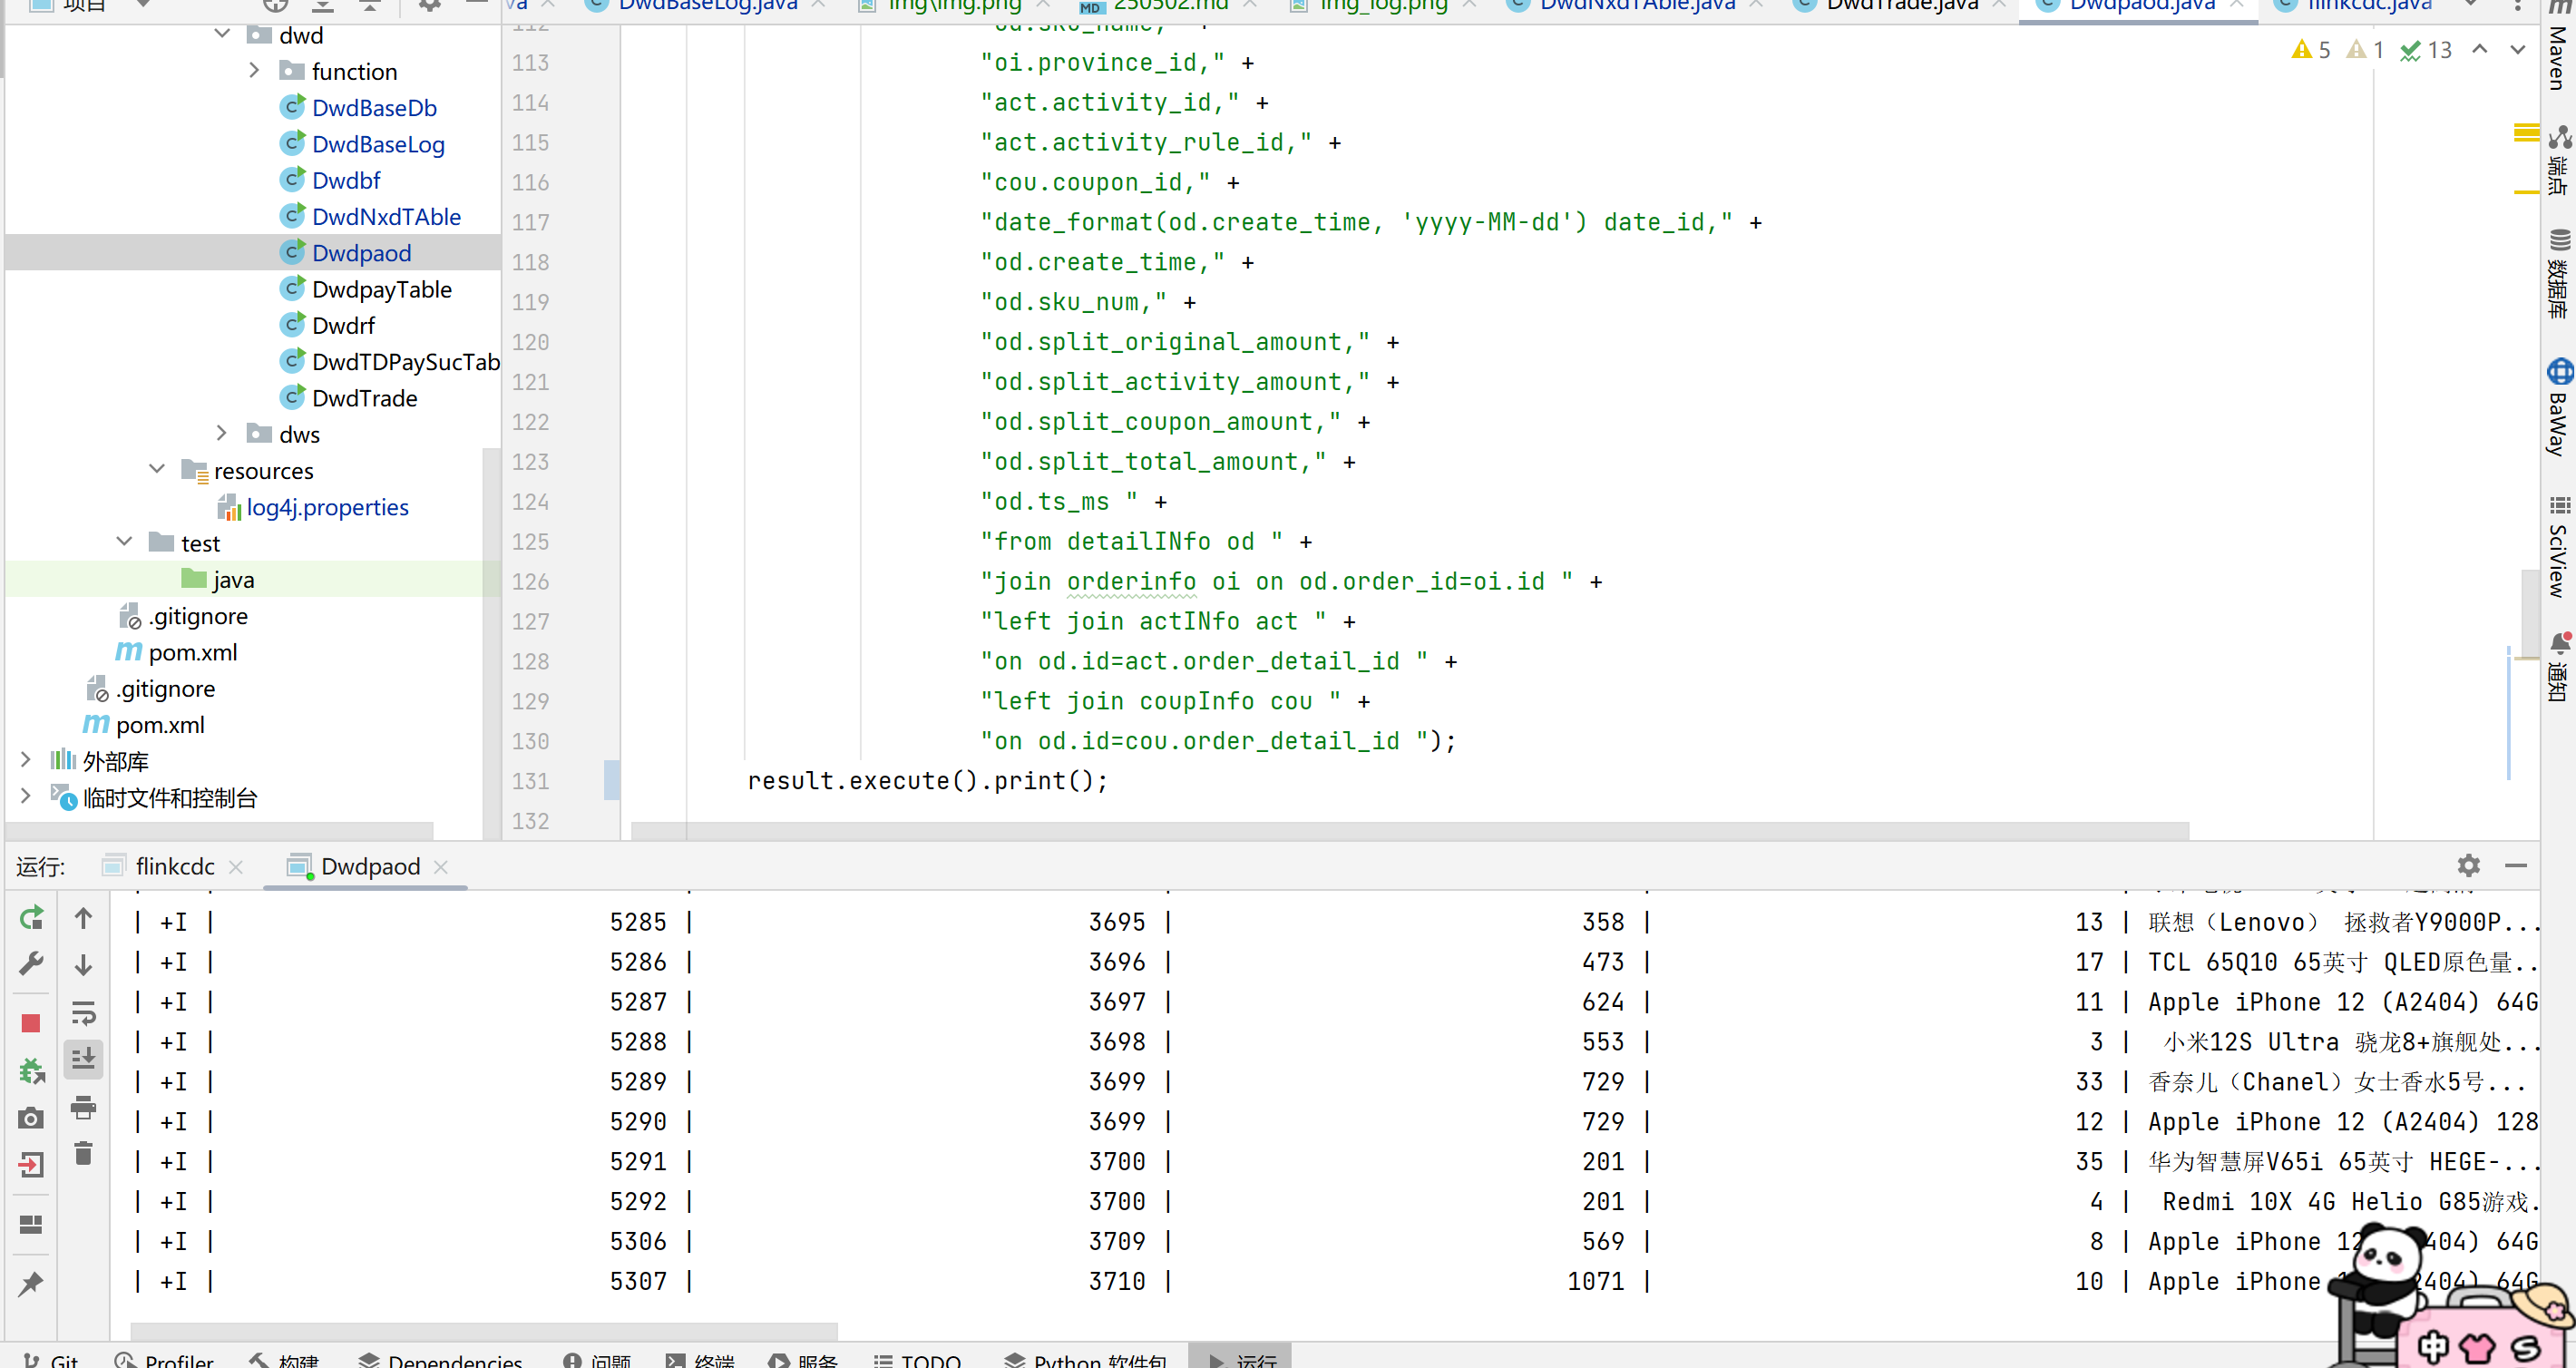 项目
va
DwdBaseLog.java
img\img.png
250502.md
img_log.png
DwdNxdTAble.java
DwdTrade.java
Dwdpaod.java
flinkcdc.java
dwd
function
DwdBaseDb
DwdBaseLog
Dwdbf
DwdNxdTAble
Dwdpaod
DwdpayTable
Dwdrf
DwdTDPaySucTab
DwdTrade
dws
resources
log4j.properties
test
java
.gitignore
pom.xml
.gitignore
pom.xml
外部库
临时文件和控制台
5 1 13
112 "od.sku_name," +
113 "oi.province_id," +
114 "act.activity_id," +
115 "act.activity_rule_id," +
116 "cou.coupon_id," +
117 "date_format(od.create_time, 'yyyy-MM-dd') date_id," +
118 "od.create_time," +
119 "od.sku_num," +
120 "od.split_original_amount," +
121 "od.split_activity_amount," +
122 "od.split_coupon_amount," +
123 "od.split_total_amount," +
124 "od.ts_ms " +
125 "from detailINfo od " +
126 "join orderinfo oi on od.order_id=oi.id " +
127 "left join actINfo act " +
128 "on od.id=act.order_detail_id " +
129 "left join coupInfo cou " +
130 "on od.id=cou.order_detail_id ");
131 result.execute().print();
132
Maven
端点
数据库
BaWay
SciView
通知
运行:
flinkcdc
Dwdpaod
| +I | 5285 | 3695 | 358 | 13 | 联想（Lenovo） 拯救者Y9000P...
| +I | 5286 | 3696 | 473 | 17 | TCL 65Q10 65英寸 QLED原色量..
| +I | 5287 | 3697 | 624 | 11 | Apple iPhone 12 (A2404) 64G
| +I | 5288 | 3698 | 553 | 3 | 小米12S Ultra 骁龙8+旗舰处...
| +I | 5289 | 3699 | 729 | 33 | 香奈儿（Chanel）女士香水5号...
| +I | 5290 | 3699 | 729 | 12 | Apple iPhone 12 (A2404) 128
| +I | 5291 | 3700 | 201 | 35 | 华为智慧屏V65i 65英寸 HEGE-...
| +I | 5292 | 3700 | 201 | 4 | Redmi 10X 4G Helio G85游戏.
| +I | 5306 | 3709 | 569 | 8 | Apple iPhone 12 404) 64G
| +I | 5307 | 3710 | 1071 | 10 | Apple iPhone 2404) 64G
Git
Profiler
构建
Dependencies
问题
终端
服务
TODO
Python 软件包
运行
中
S